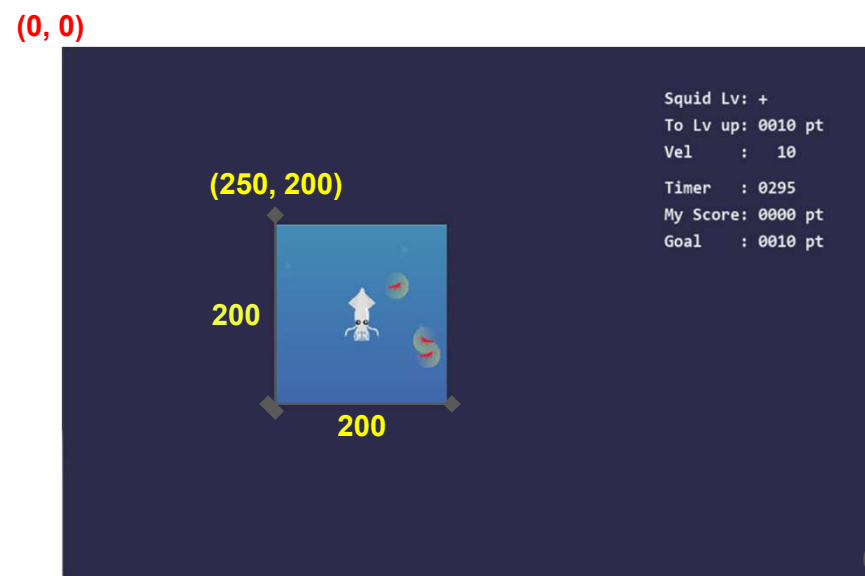 (0, 0)
Squid Lv: +
To Lv up: 0010 pt
Vel : 10
(250, 200)
Timer : 0295
My Score: 0000 pt
Goal : 0010 pt
200
200